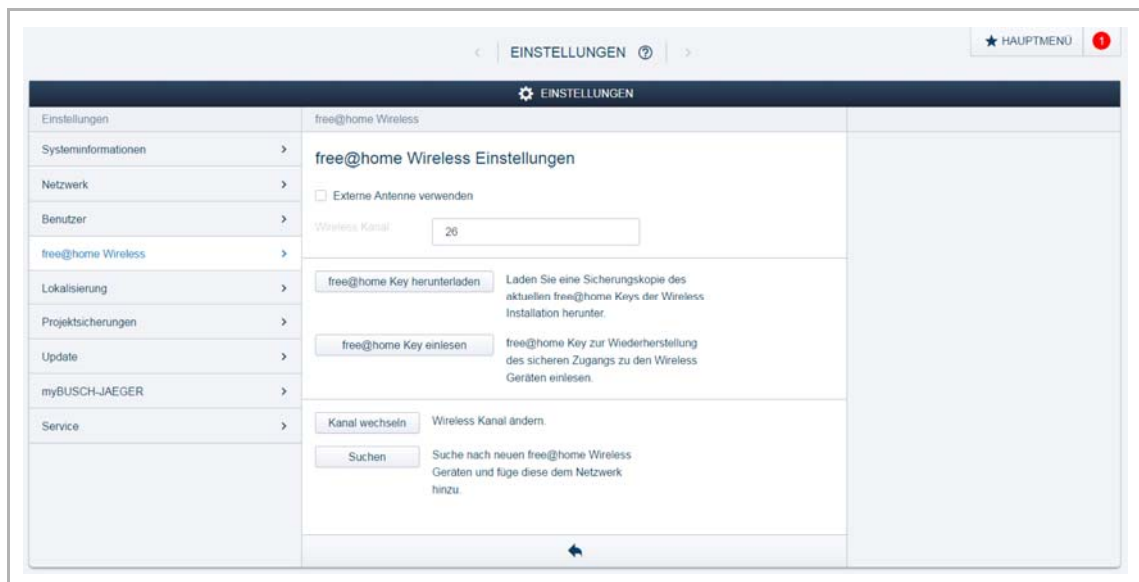 EINSTELLUNGEN
HAUPTMENÜ
1
EINSTELLUNGEN
Einstellungen
free@home Wireless
Systeminformationen
Netzwerk
Benutzer
free@home Wireless
Lokalisierung
Projektsicherungen
Update
myBUSCH-JAEGER
Service
free@home Wireless Einstellungen
Externe Antenne verwenden
Wireless Kanal
26
free@home Key herunterladen
Laden Sie eine Sicherungskopie des
aktuellen free@home Keys der Wireless
Installation herunter.
free@home Key einlesen
free@home Key zur Wiederherstellung
des sicheren Zugangs zu den Wireless
Geräten einlesen.
Kanal wechseln
Wireless Kanal ändern.
Suchen
Suche nach neuen free@home Wireless
Geräten und füge diese dem Netzwerk
hinzu.